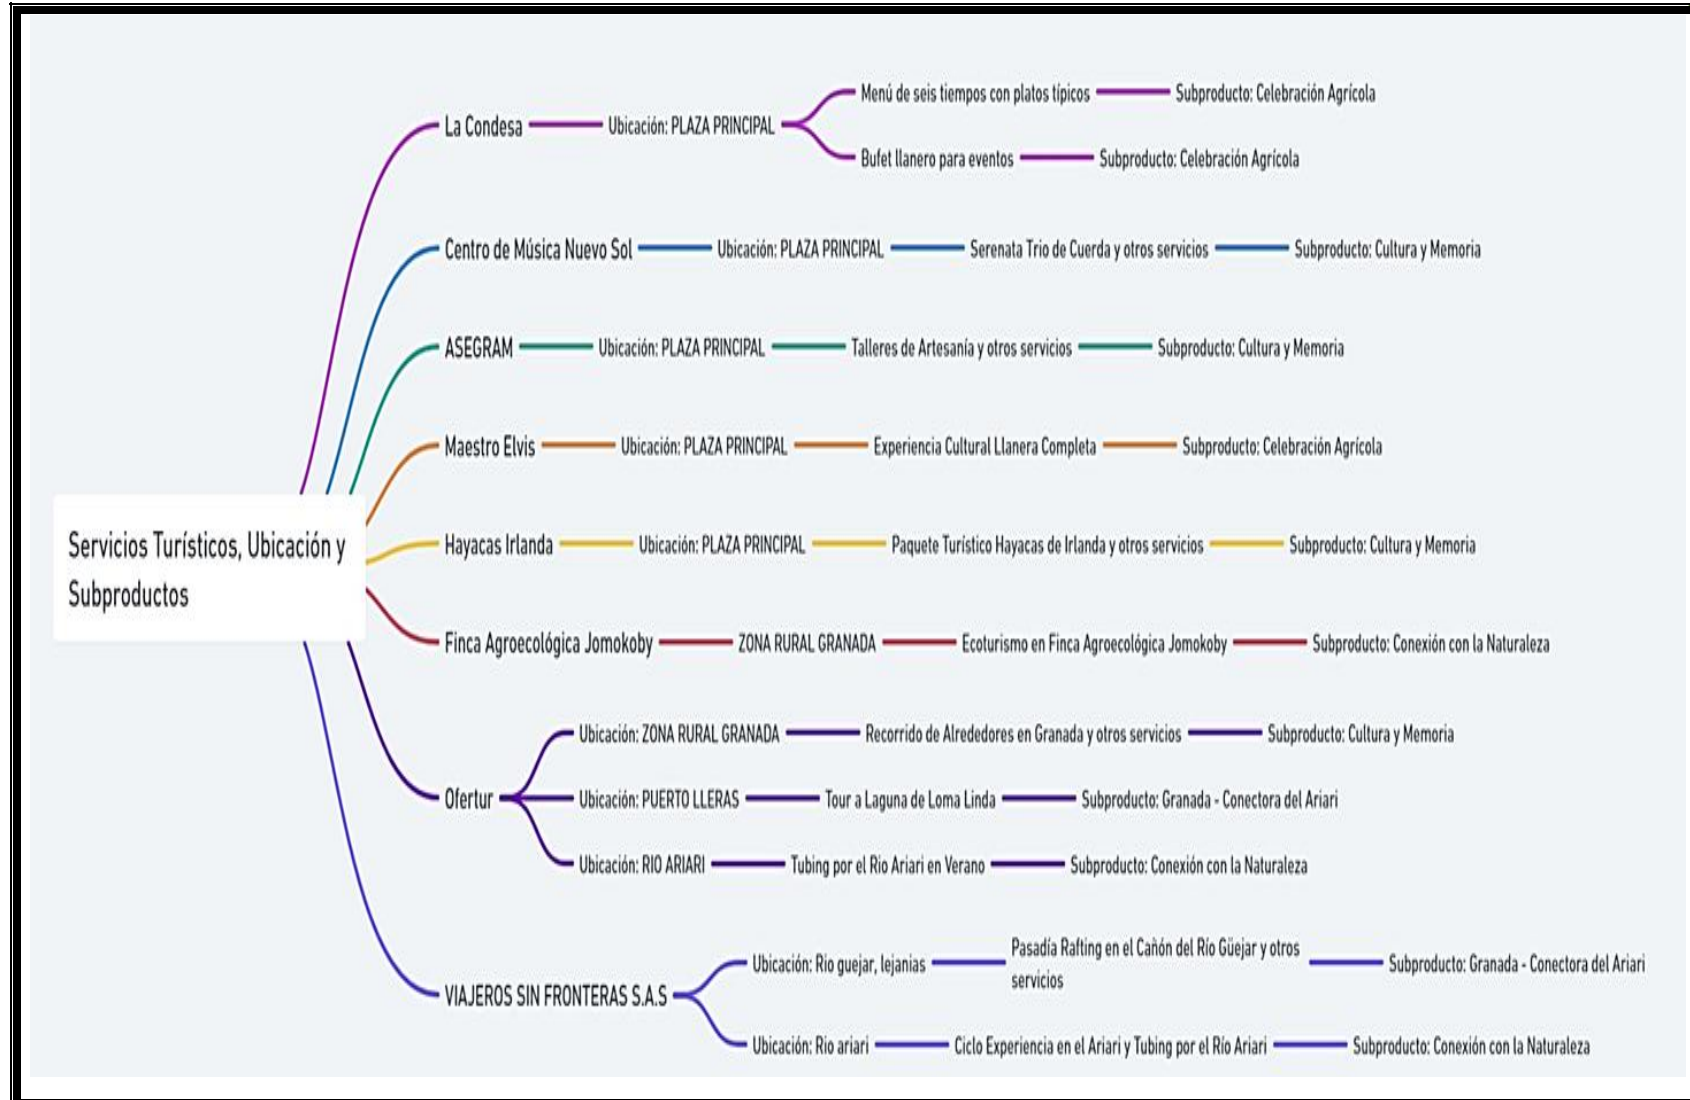 La Condesa
Ubicación: PLAZA PRINCIPAL
Menú de seis tiempos con platos típicos
Subproducto: Celebración Agrícola
Bufet llanero para eventos
Subproducto: Celebración Agrícola
Centro de Música Nuevo Sol
Ubicación: PLAZA PRINCIPAL
Serenata Trio de Cuerda y otros servicios
Subproducto: Cultura y Memoria
ASEGRAM
Ubicación: PLAZA PRINCIPAL
Talleres de Artesanía y otros servicios
Subproducto: Cultura y Memoria
Maestro Elvis
Ubicación: PLAZA PRINCIPAL
Experiencia Cultural Llanera Completa
Subproducto: Celebración Agrícola
Servicios Turísticos, Ubicación y
Subproductos
Hayacas Irlanda
Ubicación: PLAZA PRINCIPAL
Paquete Turístico Hayacas de Irlanda y otros servicios
Subproducto: Cultura y Memoria
Finca Agroecológica Jomokoby
ZONA RURAL GRANADA
Ecoturismo en Finca Agroecológica Jomokoby
Subproducto: Conexión con la Naturaleza
Ofertur
Ubicación: ZONA RURAL GRANADA
Recorrido de Alrededores en Granada y otros servicios
Subproducto: Cultura y Memoria
Ubicación: PUERTO LLERAS
Tour a Laguna de Loma Linda
Subproducto: Granada - Conectora del Ariari
Ubicación: RIO ARIARI
Tubing por el Rio Ariari en Verano
Subproducto: Conexión con la Naturaleza
VIAJEROS SIN FRONTERAS S.A.S
Ubicación: Rio guejar, lejanias
Pasadía Rafting en el Cañón del Río Güejar y otros
servicios
Subproducto: Granada - Conectora del Ariari
Ubicación: Rio ariari
Ciclo Experiencia en el Ariari y Tubing por el Río Ariari
Subproducto: Conexión con la Naturaleza